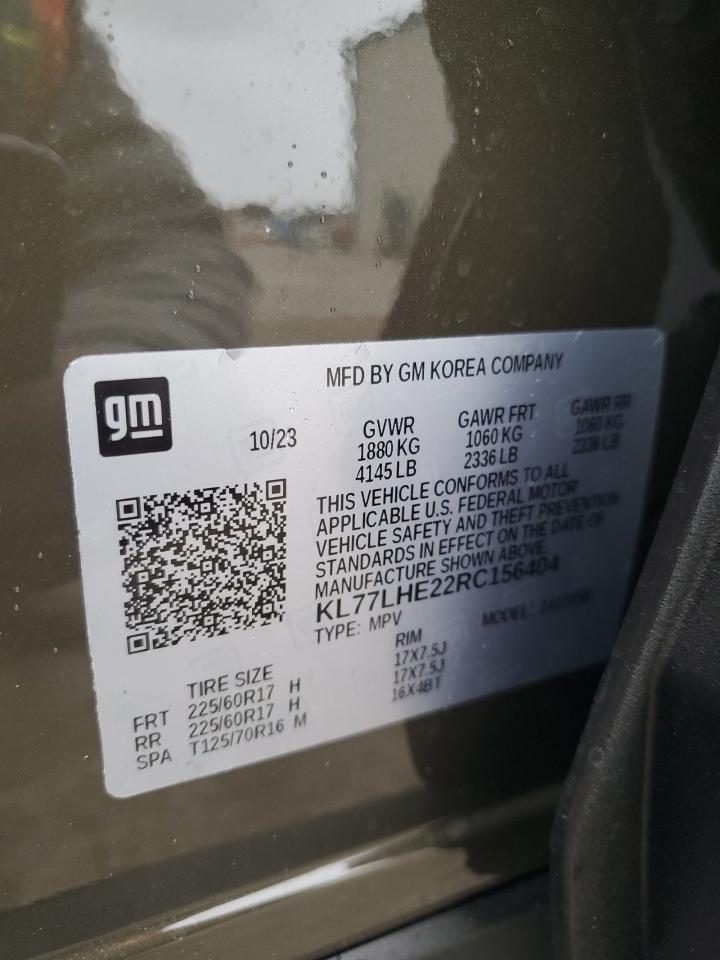 MFD BY GM KOREA COMPANY
gm
10/23
GVWR
1880 KG
4145 LB
GAWR FRT
1060 KG
2336 LB
GAWR RR
1060 KG
2336 LB
THIS VEHICLE CONFORMS TO ALL
APPLICABLE U.S. FEDERAL MOTOR
VEHICLE SAFETY AND THEFT PREVENTION
STANDARDS IN EFFECT ON THE DATE OF
MANUFACTURE SHOWN ABOVE.
KL77LHE22RC156404
TYPE: MPV
MODEL:
TIRE SIZE
RIM
FRT 225/60R17 H 17X7.5J
RR 225/60R17 H 17X7.5J
SPA T125/70R16 M 16X4BT